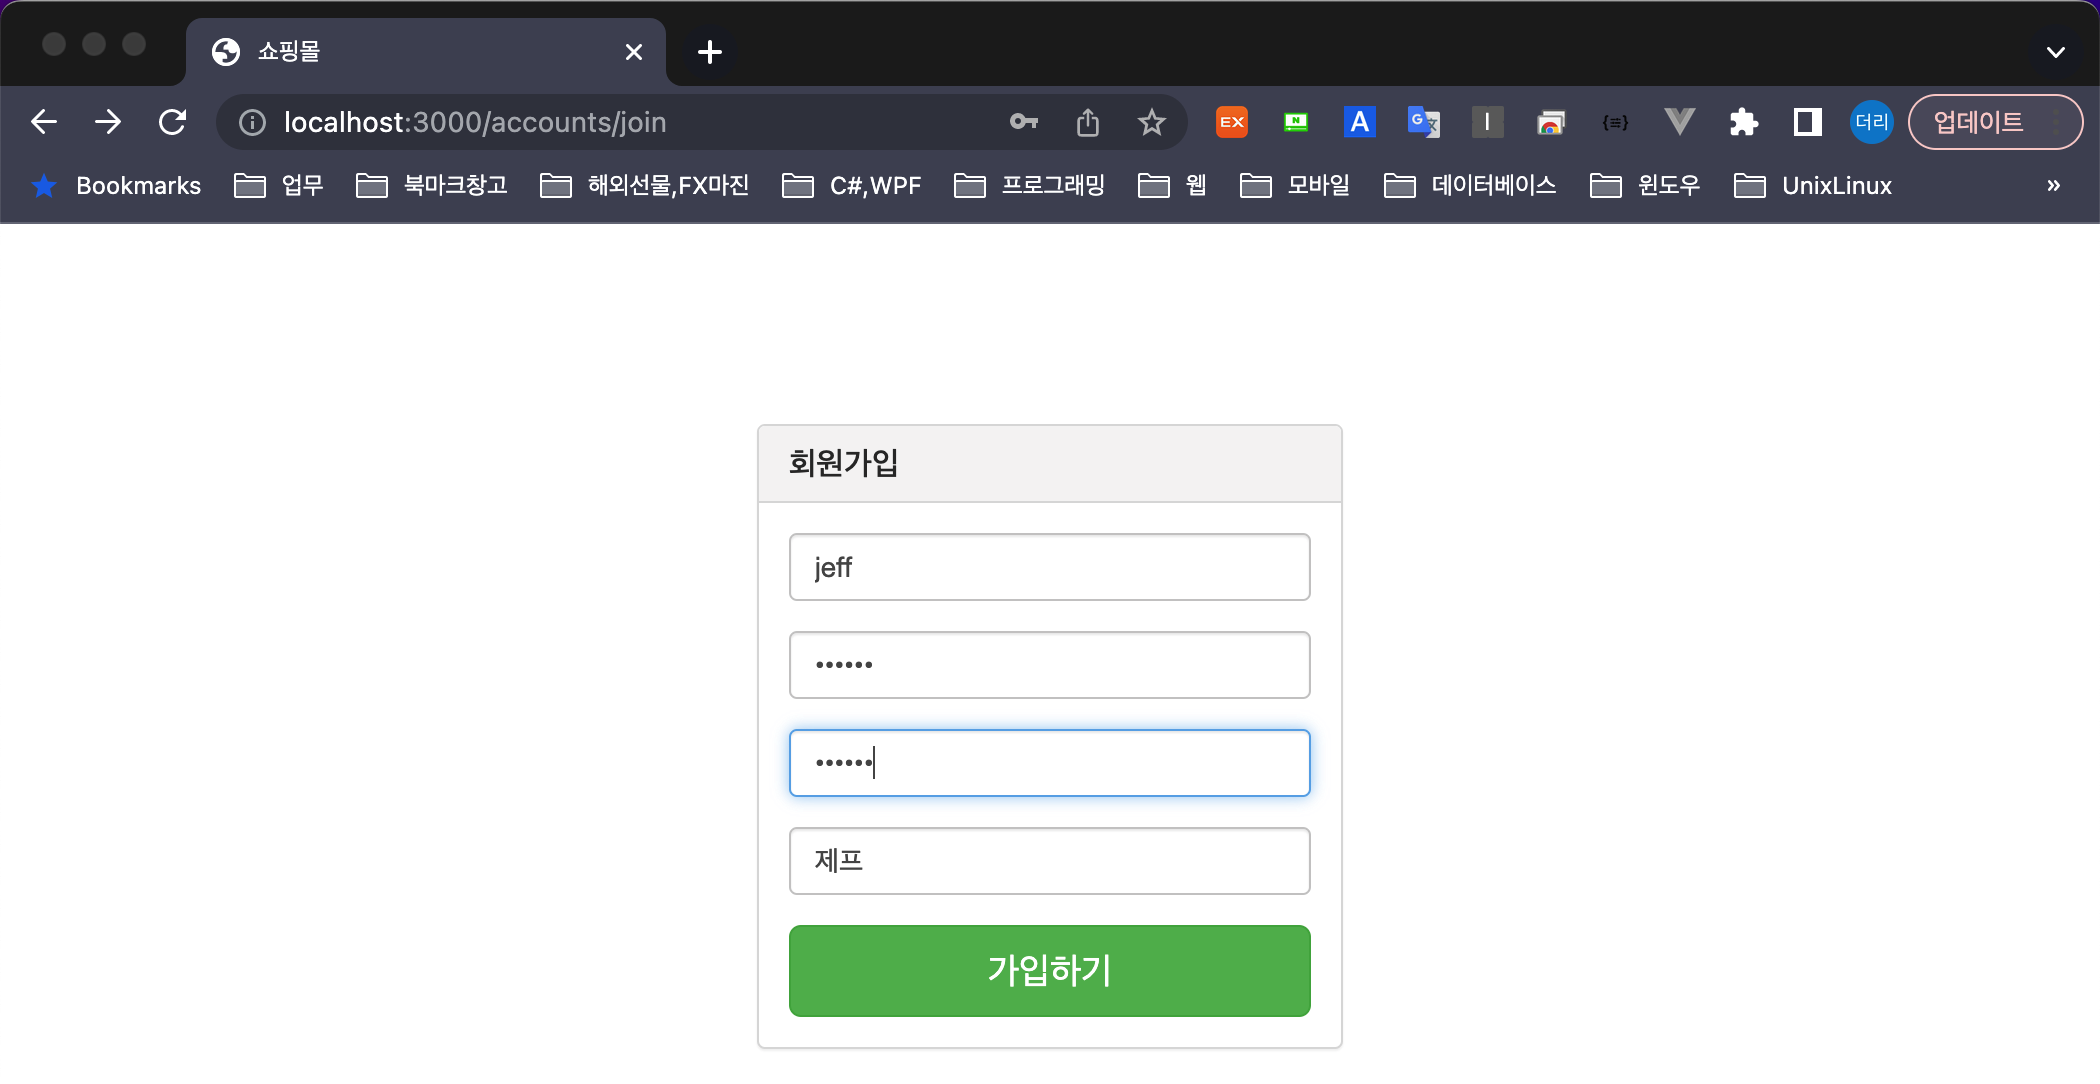 쇼핑몰
localhost:3000/accounts/join
EX N A G 文 I {≡} 더리 업데이트
Bookmarks 업무 북마크창고 해외선물,FX마진 C#,WPF 프로그래밍 웹 모바일 데이터베이스 윈도우 UnixLinux »
회원가입
jeff
••••••
••••••
제프
가입하기